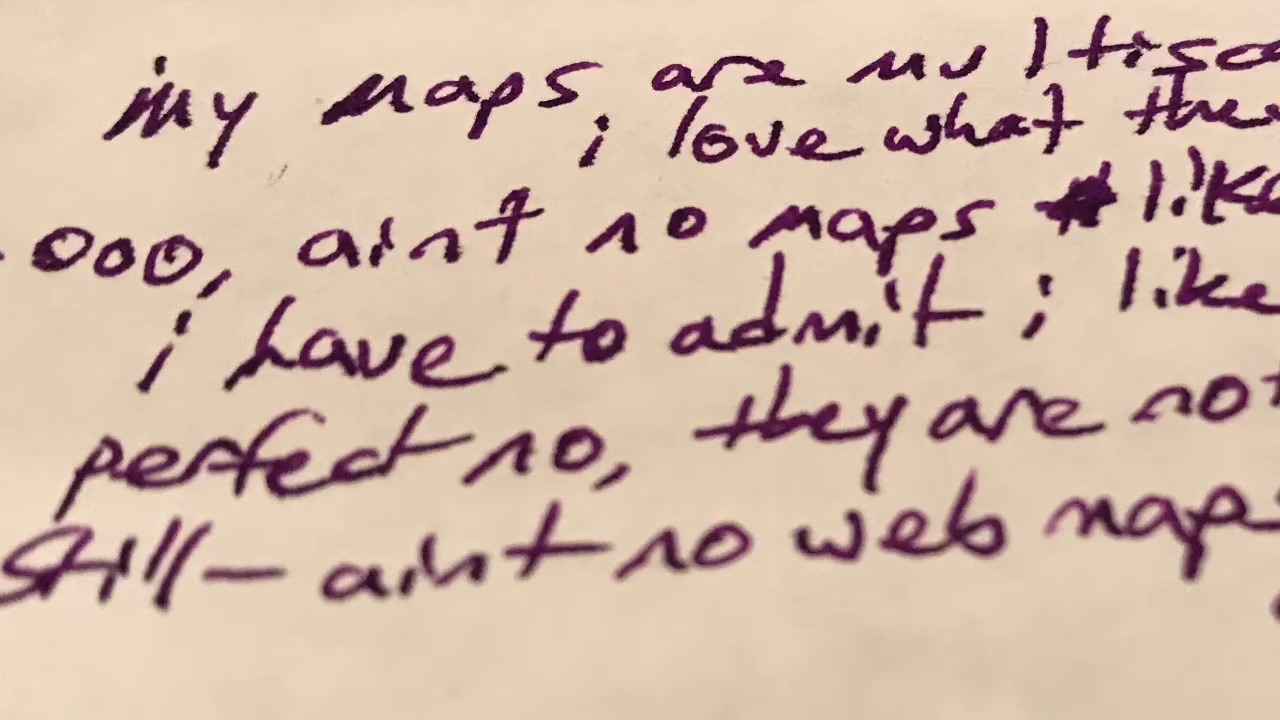 my maps, are multisca
i love what the
000, aint no maps like
i have to admit i like
perfect no, they are not
still - aint no web map